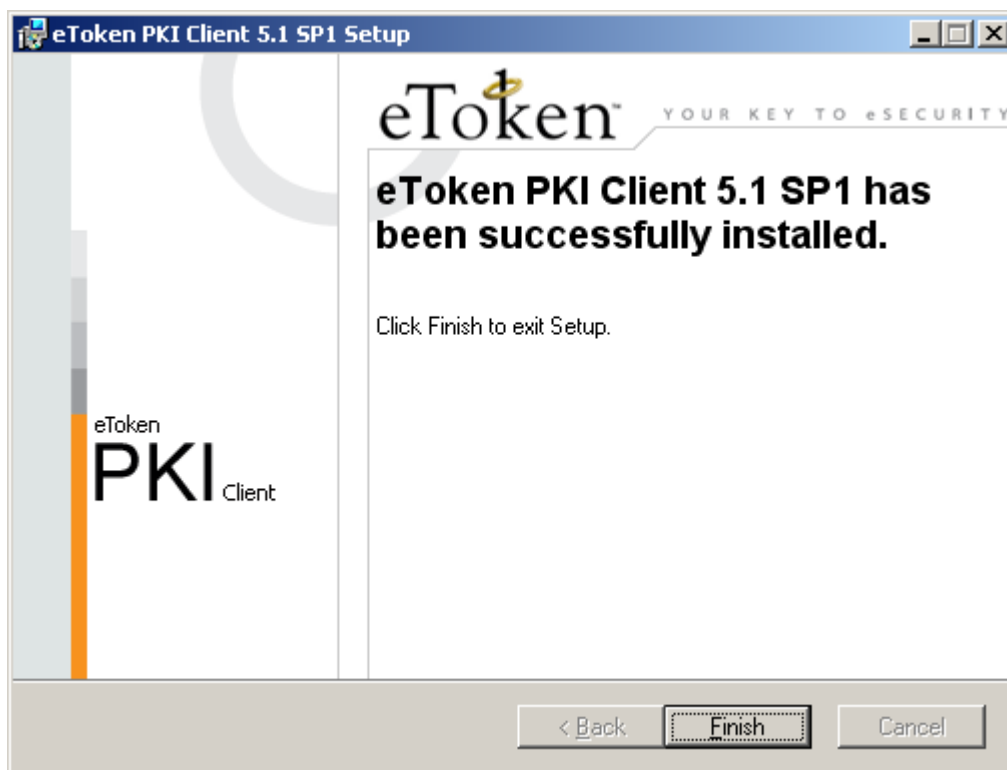 eToken PKI Client 5.1 SP1 Setup
eToken™ YOUR KEY TO eSECURITY
eToken PKI Client 5.1 SP1 has
been successfully installed.
Click Finish to exit Setup.
eToken
PKI Client
< Back Finish Cancel